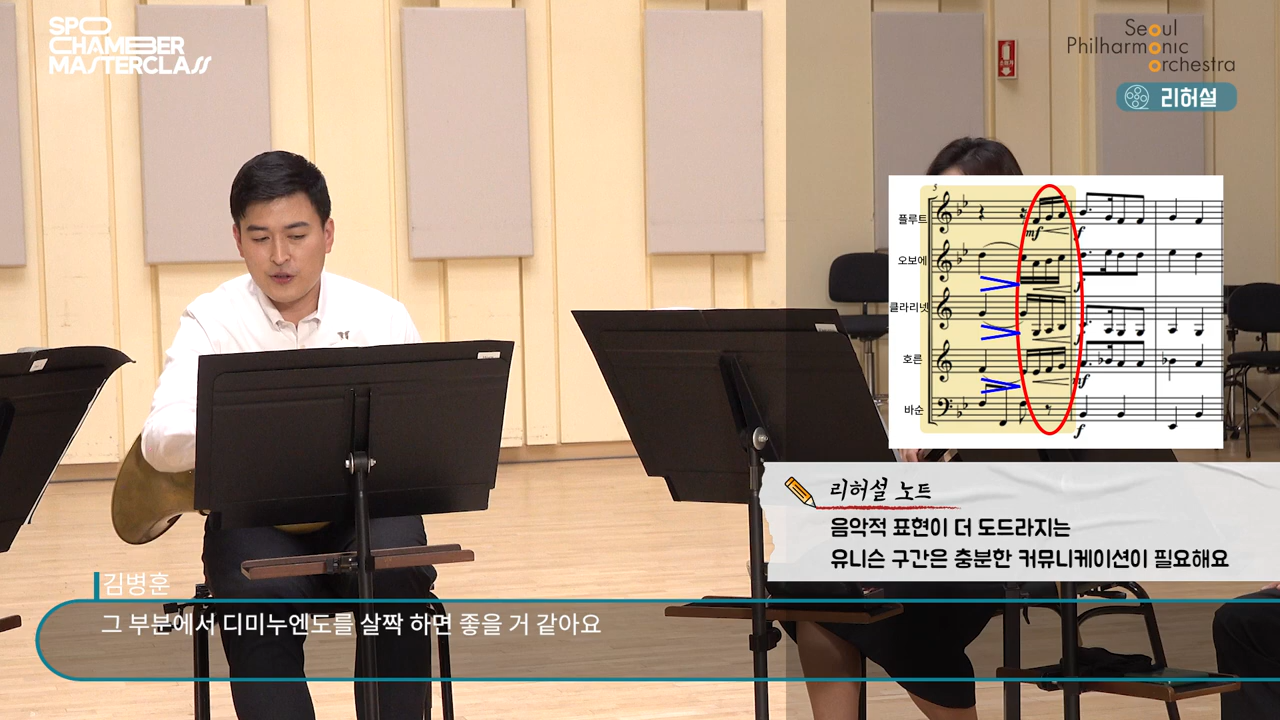 SPO
CHAMBER
MASTERCLASS
Seoul
Philharmonic
orchestra
리허설
5
플루트
오보에
클라리넷
호른
바순
mf
f
f
f
mf
f
리허설 노트
음악적 표현이 더 도드라지는
유니슨 구간은 충분한 커뮤니케이션이 필요해요
김병훈
그 부분에서 디미누엔도를 살짝 하면 좋을 거 같아요